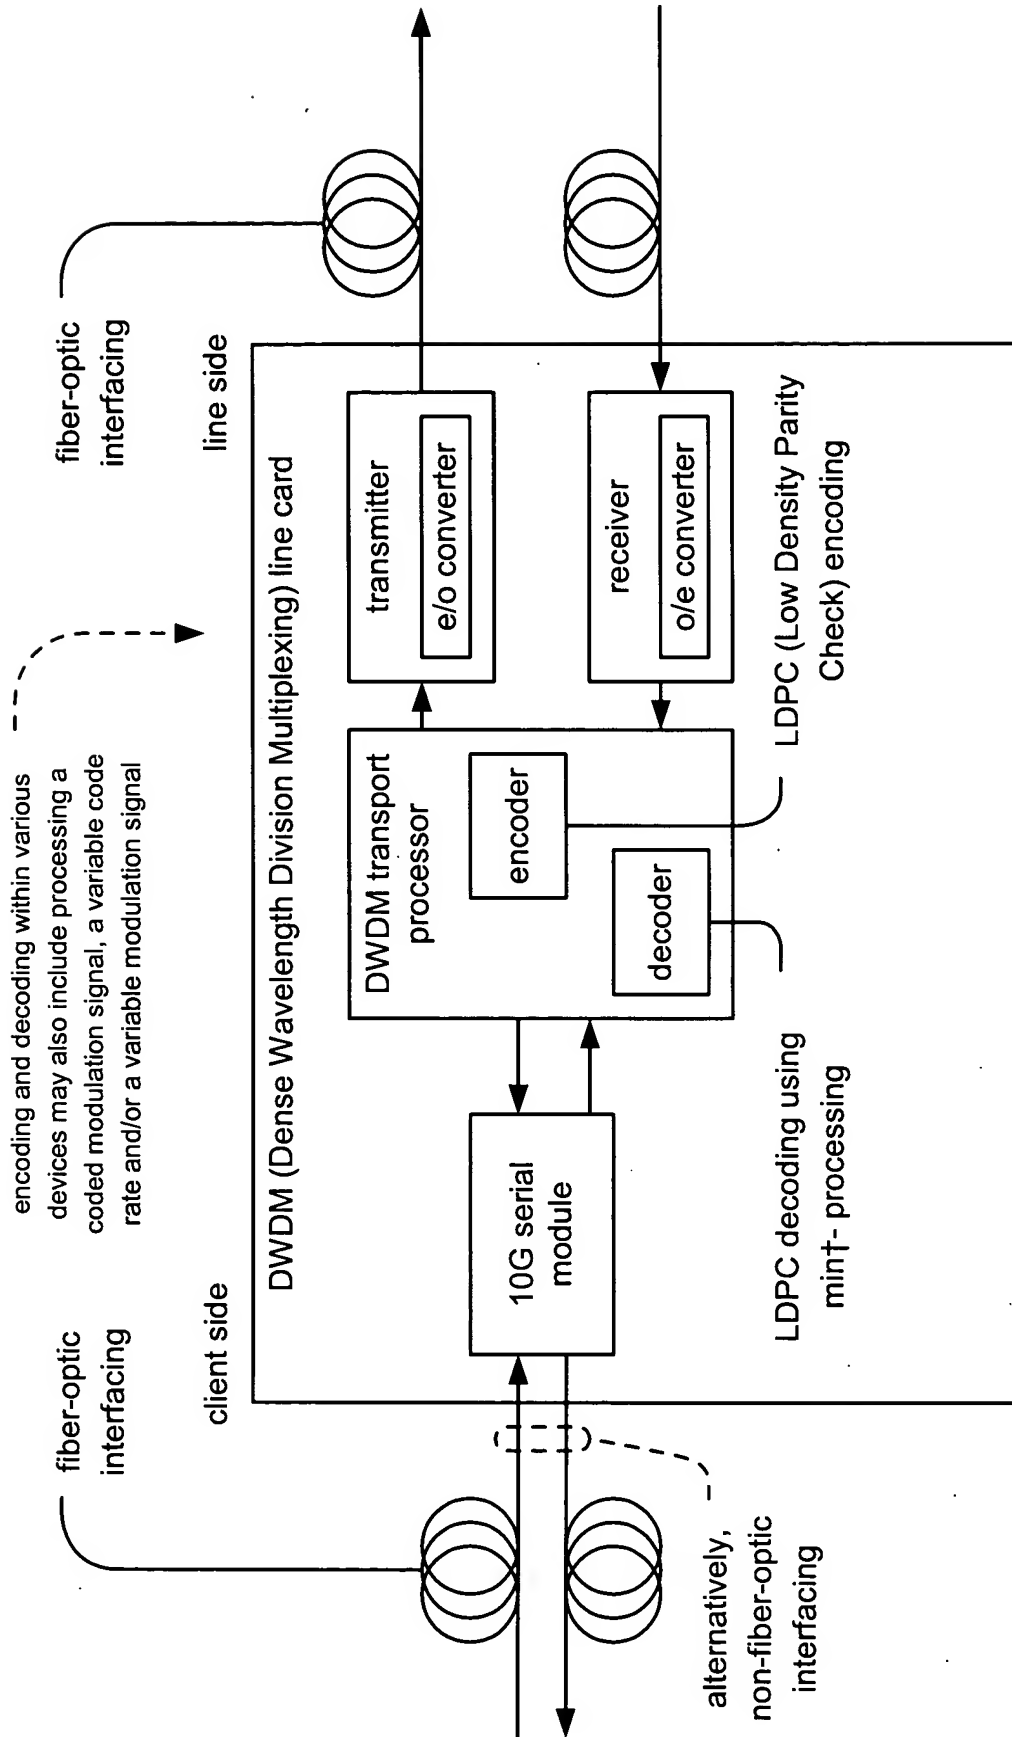 encoding and decoding within various
devices may also include processing a
coded modulation signal, a variable code
rate and/or a variable modulation signal
fiber-optic
interfacing
client side
fiber-optic
interfacing
line side
DWDM (Dense Wavelength Division Multiplexing) line card
10G serial
module
DWDM transport
processor
encoder
decoder
transmitter
e/o converter
receiver
o/e converter
alternatively,
non-fiber-optic
interfacing
LDPC decoding using
min†- processing
LDPC (Low Density Parity
Check) encoding